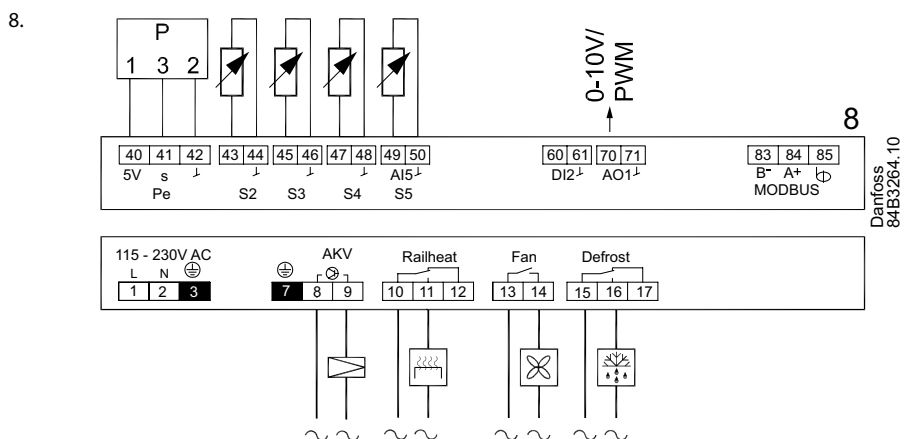 8.
P
1 3 2
0-10V/
PWM
8
40 41 42 43 44 45 46 47 48 49 50 60 61 70 71 83 84 85
5V s AI5 DI2 AO1 B- A+
Pe S2 S3 S4 S5 MODBUS
Danfoss
84B3264.10
115 - 230V AC AKV Railheat Fan Defrost
L N
1 2 3 7 8 9 10 11 12 13 14 15 16 17